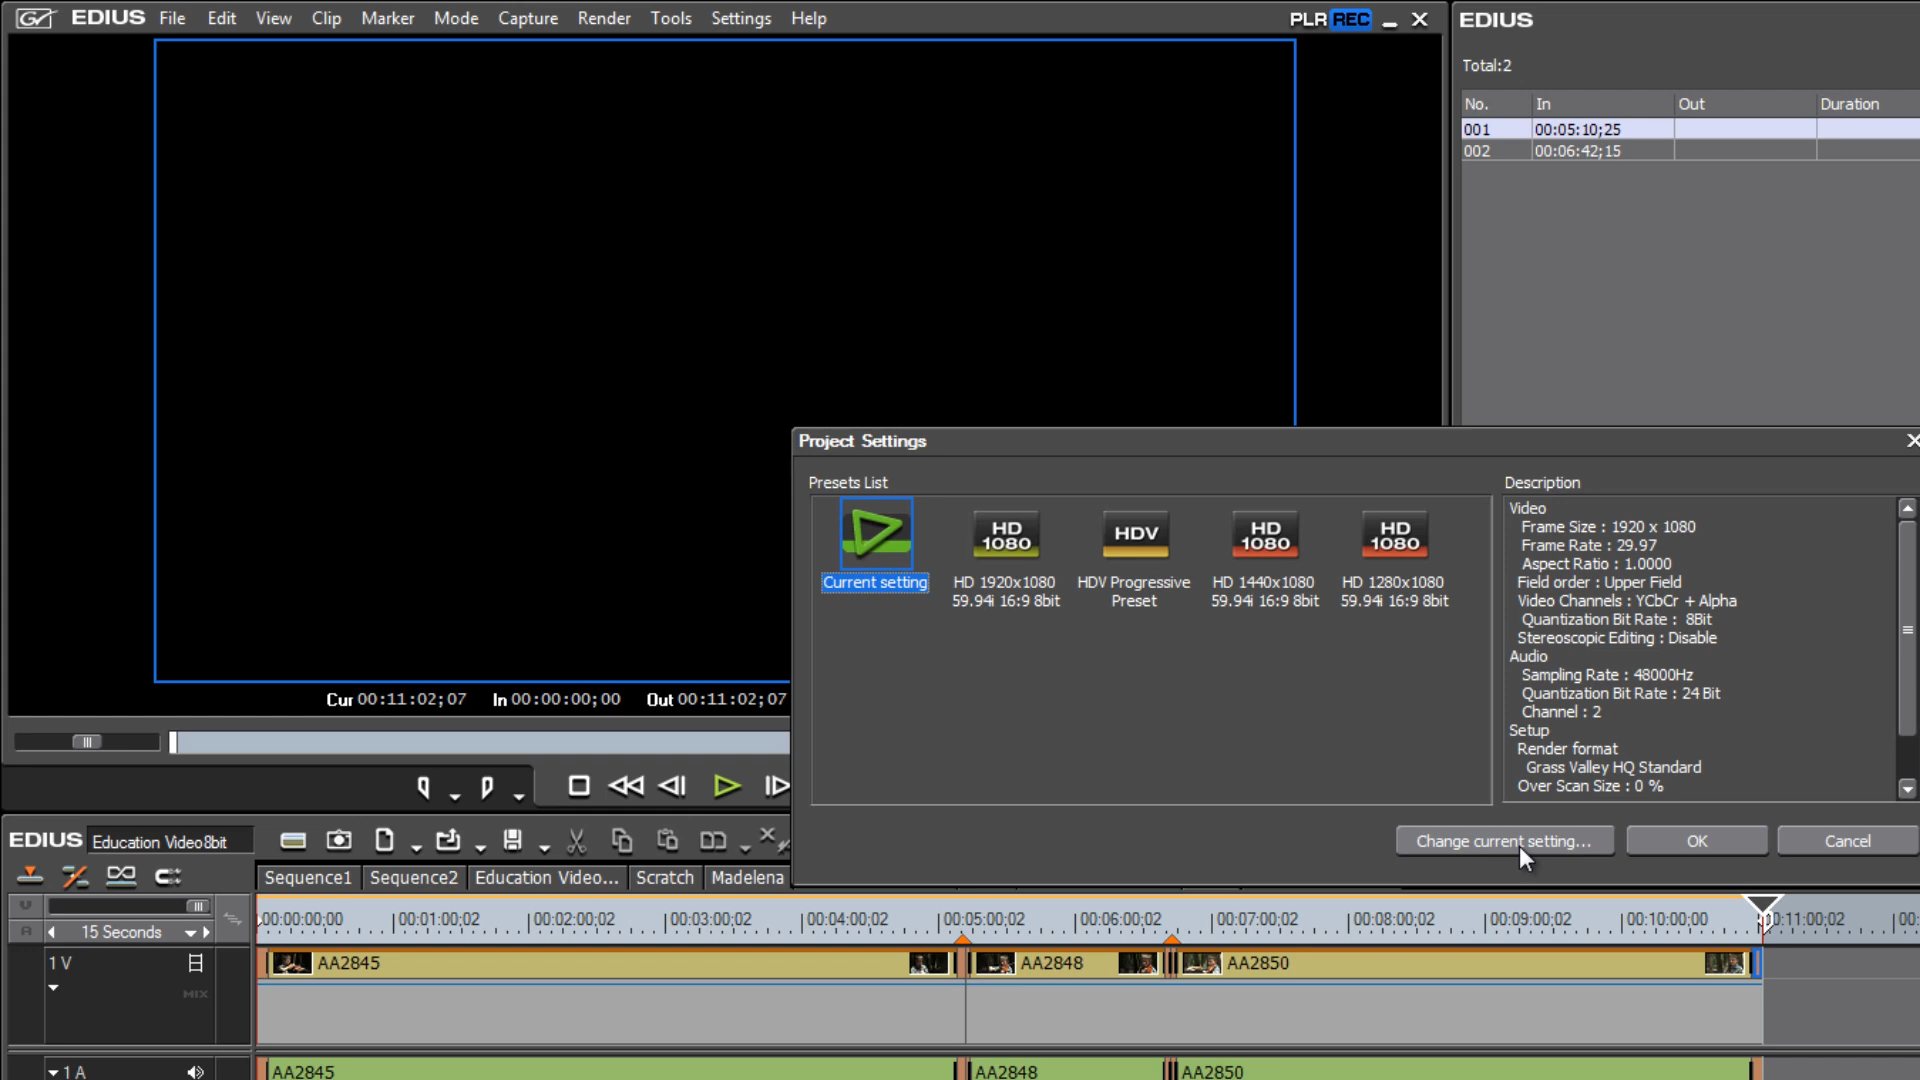 EDIUS File Edit View Clip Marker Mode Capture Render Tools Settings Help
PLR REC
EDIUS
Total:2
No. In Out Duration
001 00:05:10;25
002 00:06:42;15
Project Settings
Presets List
Current setting
HD 1080
HD 1920x1080 59.94i 16:9 8bit
HDV
HDV Progressive Preset
HD 1080
HD 1440x1080 59.94i 16:9 8bit
HD 1080
HD 1280x1080 59.94i 16:9 8bit
Description
Video
Frame Size : 1920 x 1080
Frame Rate : 29.97
Aspect Ratio : 1.0000
Field order : Upper Field
Video Channels : YCbCr + Alpha
Quantization Bit Rate : 8Bit
Stereoscopic Editing : Disable
Audio
Sampling Rate : 48000Hz
Quantization Bit Rate : 24 Bit
Channel : 2
Setup
Render format
Grass Valley HQ Standard
Over Scan Size : 0 %
Change current setting... OK Cancel
Cur 00:11:02;07 In 00:00:00;00 Out 00:11:02;07
EDIUS Education Video8bit
Sequence1 Sequence2 Education Video... Scratch Madelena
15 Seconds
00:00:00;00 00:01:00;02 00:02:00;02 00:03:00;02 00:04:00;02 00:05:00;02 00:06:00;02 00:07:00;02 00:08:00;02 00:09:00;02 00:10:00;00 0:11:00;02 00:
1 V AA2845 AA2848 AA2850
MIX
1 A AA2845 AA2848 AA2850